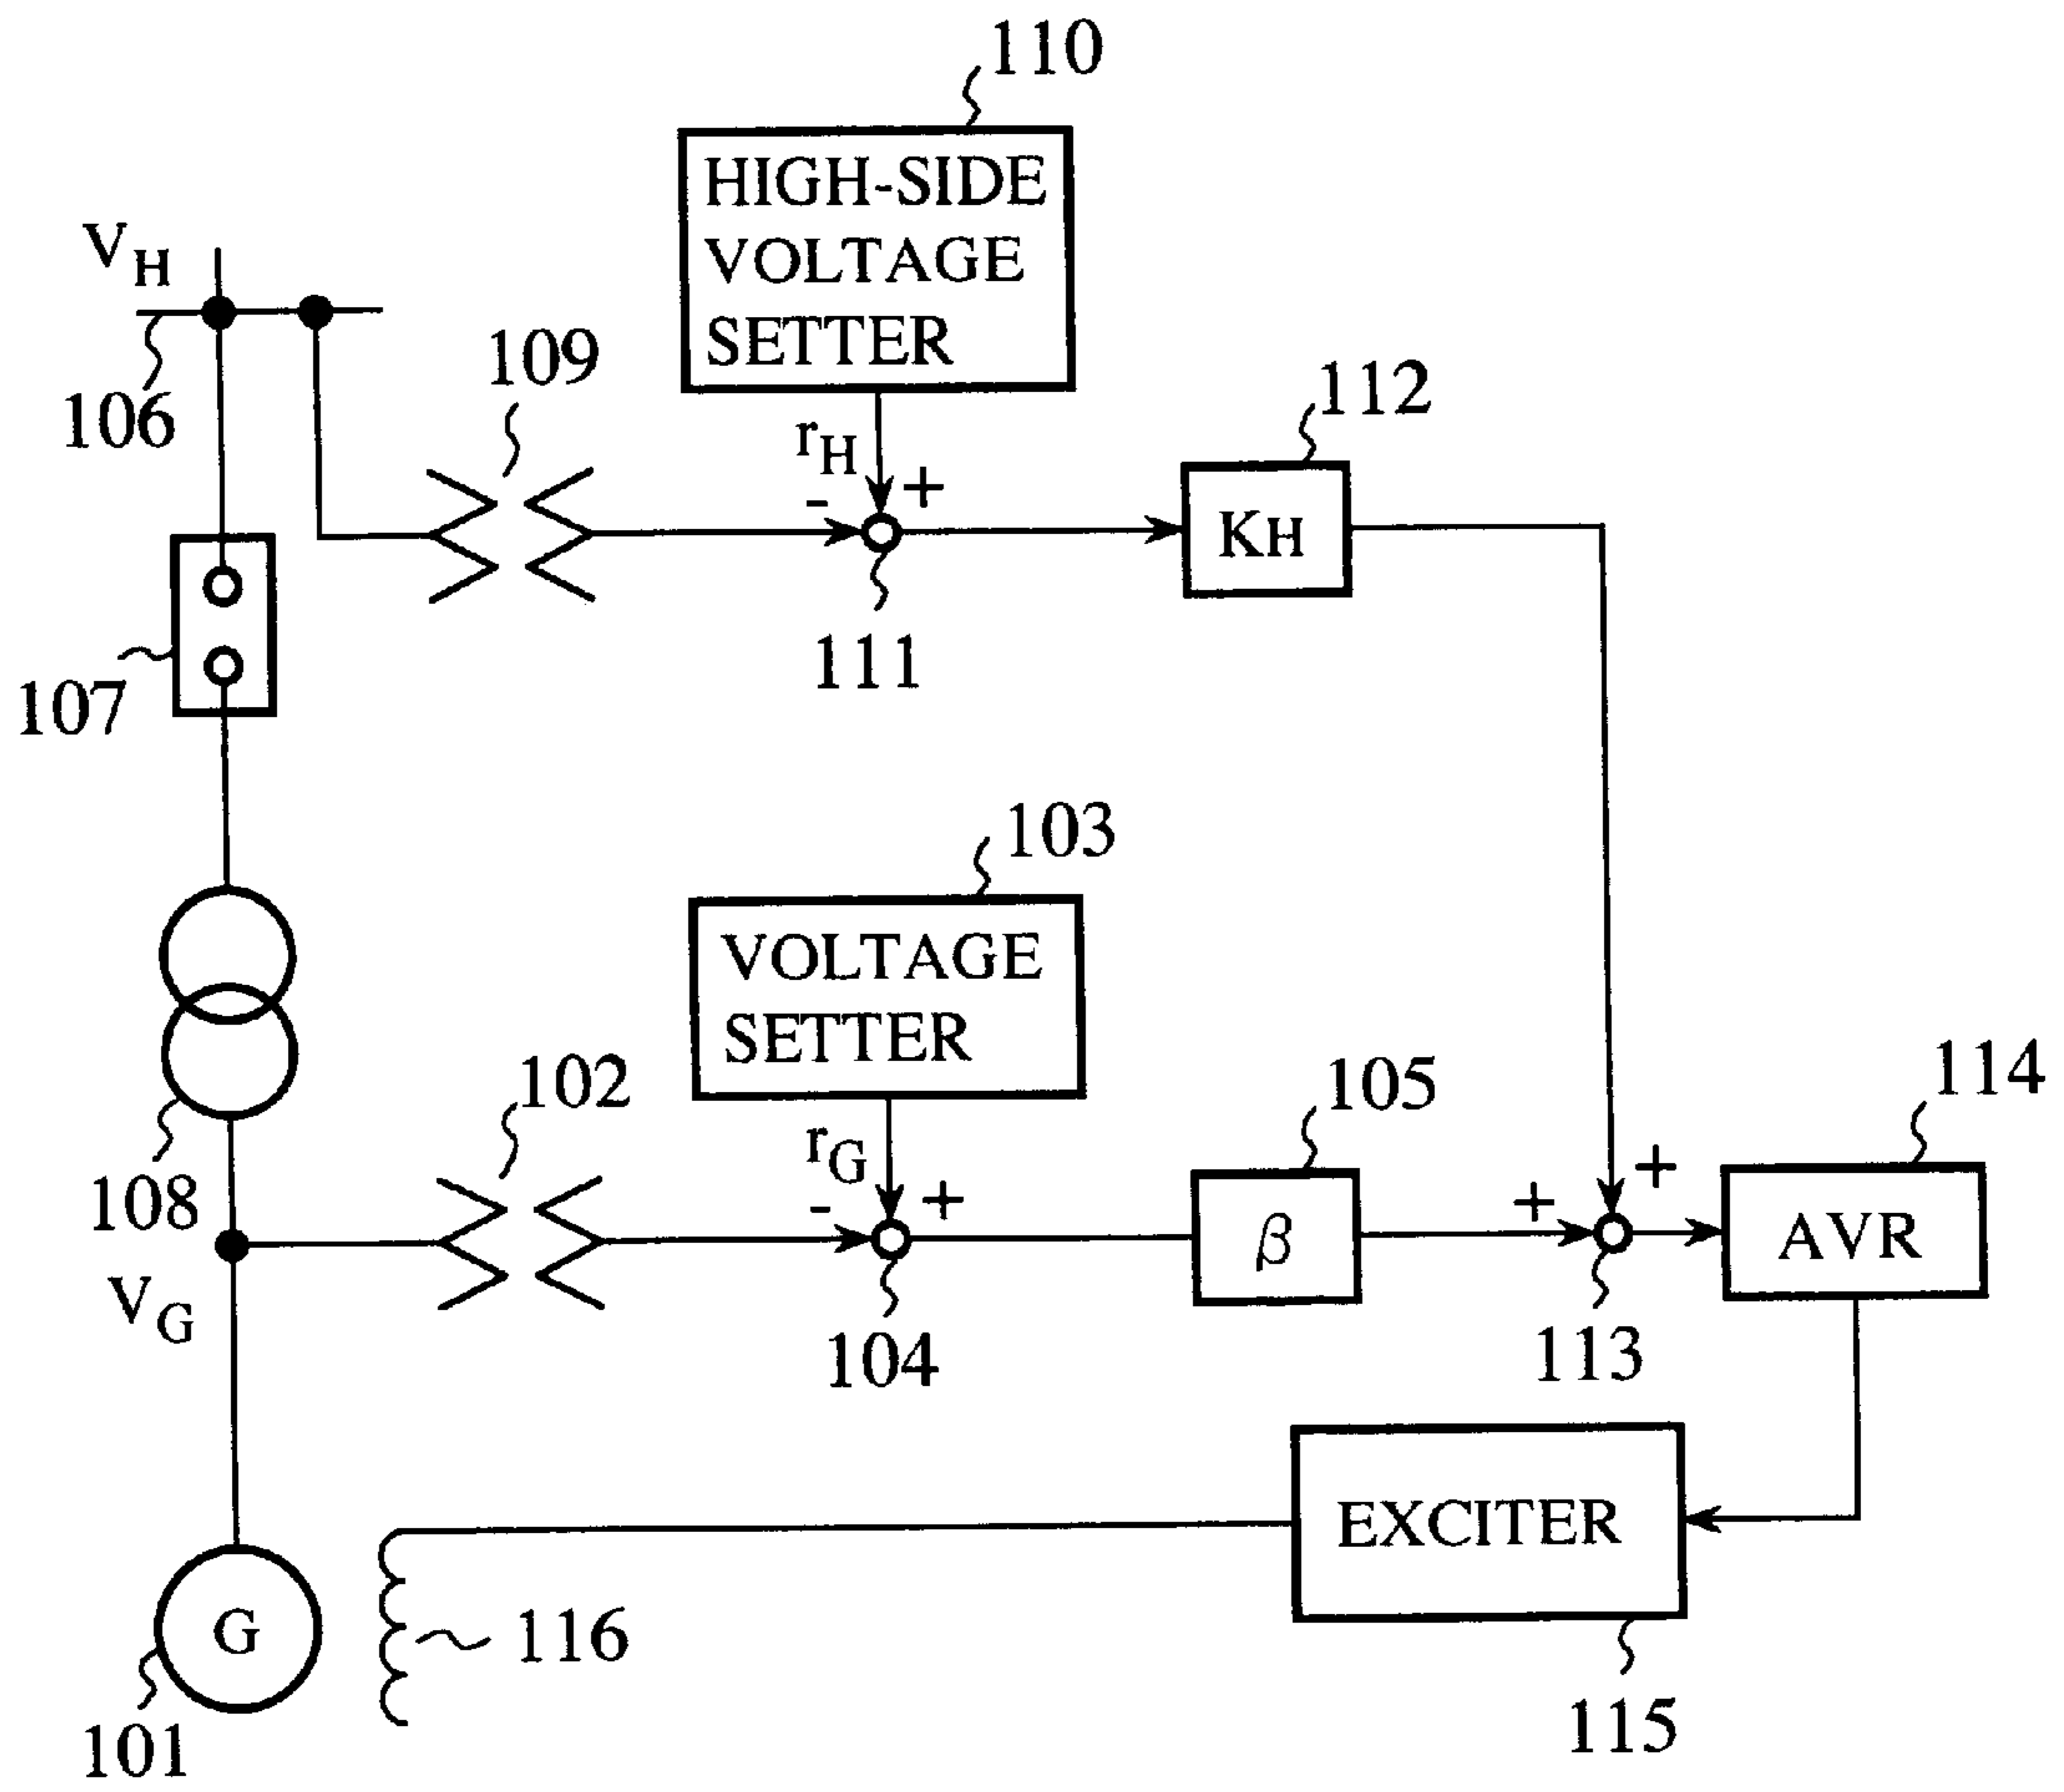 110
HIGH-SIDE
VOLTAGE
SETTER
VH
109
106
112
rH
+
-
KH
111
107
103
VOLTAGE
SETTER
102
105
114
rG
+
-
108
β
+
+
AVR
VG
104
113
EXCITER
G
116
101
115